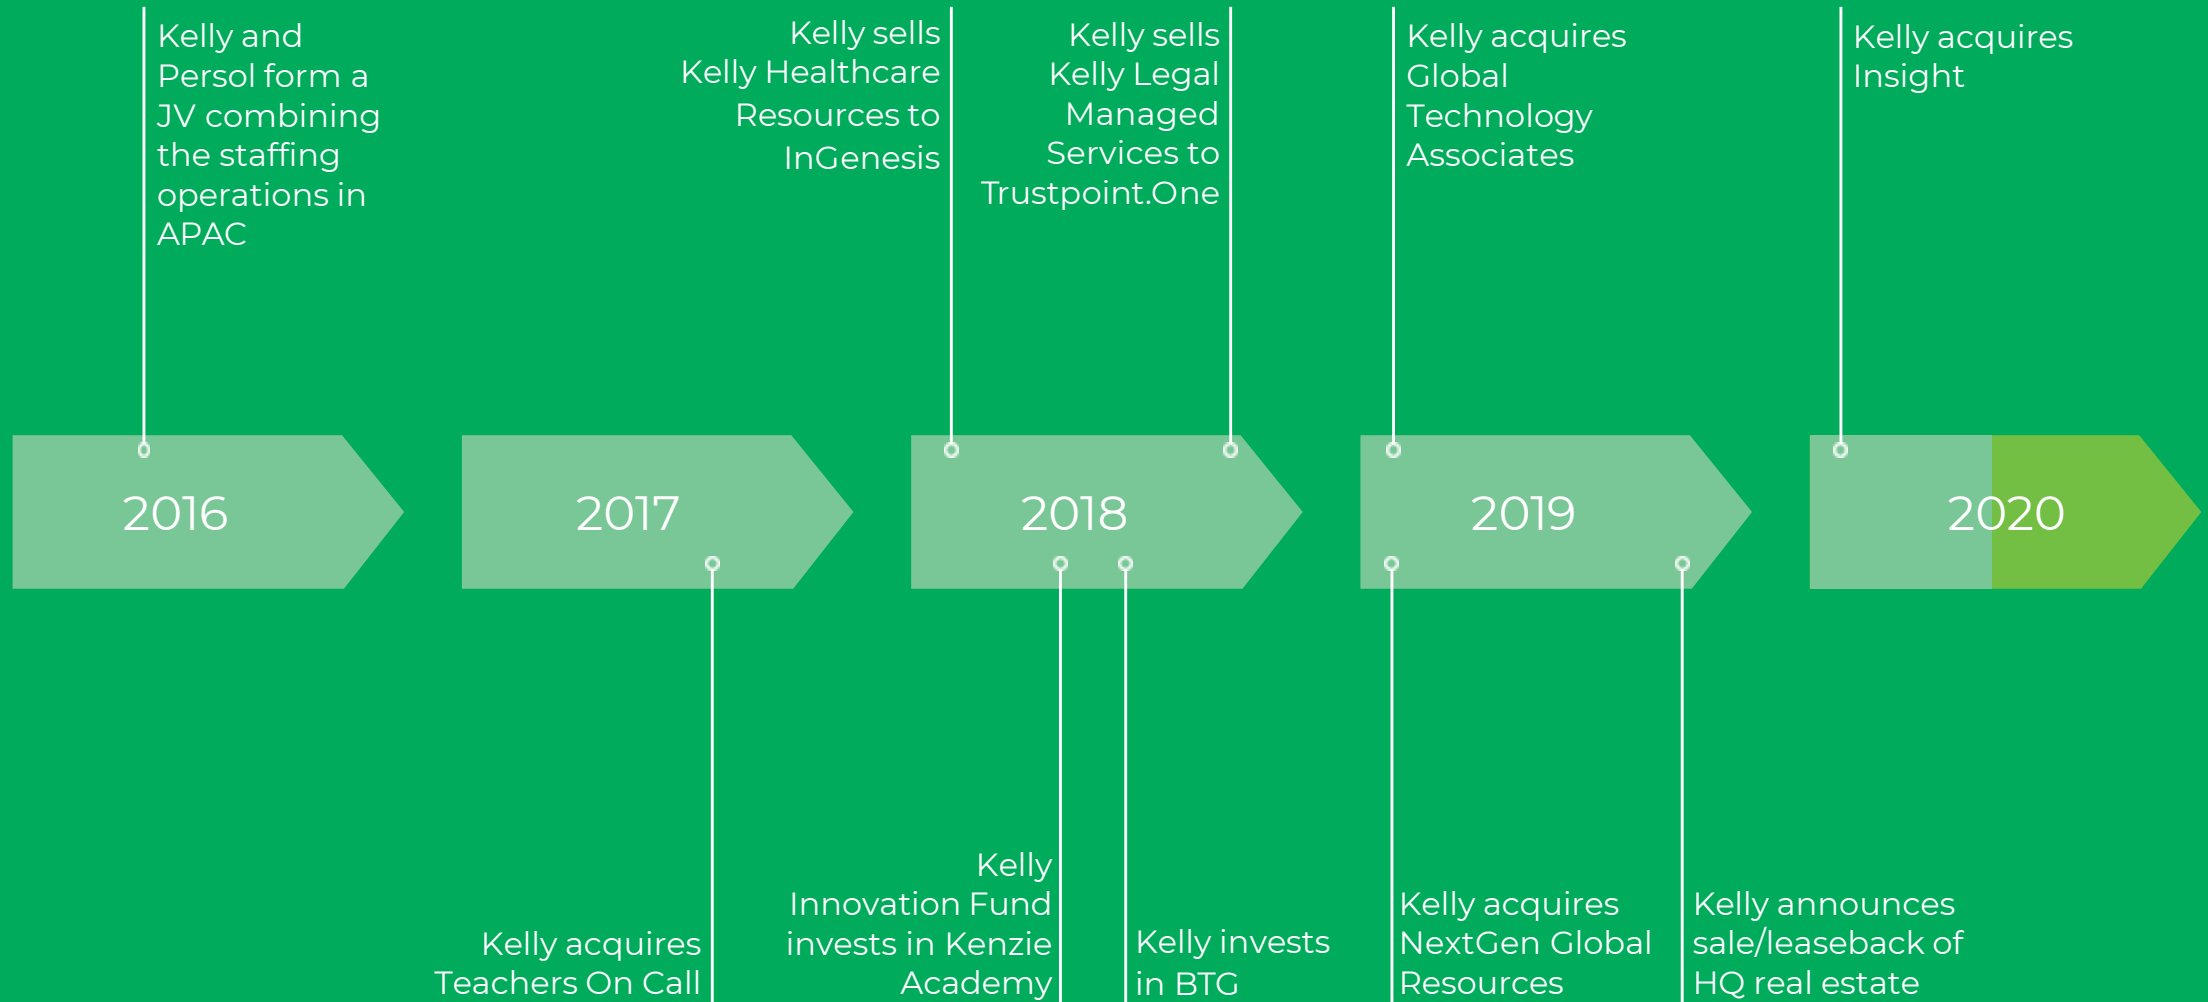 Kelly and
Persol form a
JV combining
the staffing
operations in
APAC
Kelly sells
Kelly Healthcare
Resources to
InGenesis
Kelly sells
Kelly Legal
Managed
Services to
Trustpoint.One
Kelly acquires
Global
Technology
Associates
Kelly acquires
Insight
2016
2017
2018
2019
2020
Kelly acquires
Teachers On Call
Kelly
Innovation Fund
invests in Kenzie
Academy
Kelly invests
in BTG
Kelly acquires
NextGen Global
Resources
Kelly announces
sale/leaseback of
HQ real estate